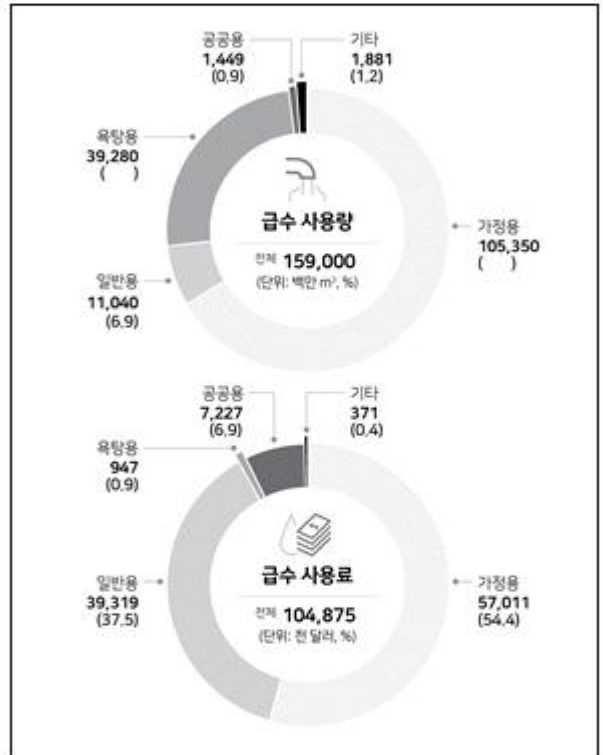 공공용
1,449
(0.9)
기타
1,881
(1.2)
욕탕용
39,280
( )
급수 사용량
전체 159,000
(단위: 백만 m³, %)
가정용
105,350
( )
일반용
11,040
(6.9)
공공용
7,227
(6.9)
기타
371
(0.4)
욕탕용
947
(0.9)
급수 사용료
전체 104,875
(단위: 천 달러, %)
일반용
39,319
(37.5)
가정용
57,011
(54.4)